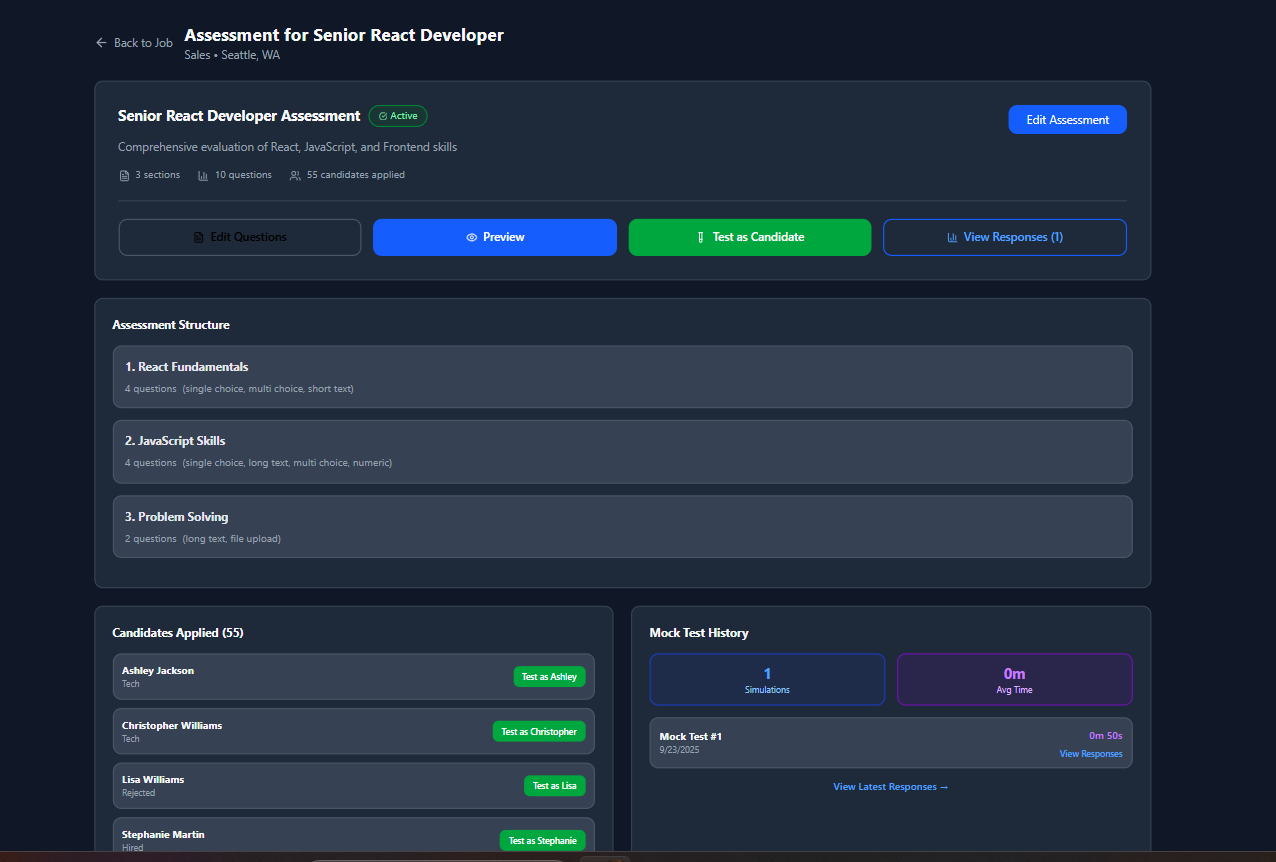 Back to Job
Assessment for Senior React Developer
Sales • Seattle, WA
Senior React Developer Assessment
Active
Edit Assessment
Comprehensive evaluation of React, JavaScript, and Frontend skills
3 sections
10 questions
55 candidates applied
Edit Questions
Preview
Test as Candidate
View Responses (1)
Assessment Structure
1. React Fundamentals
4 questions (single choice, multi choice, short text)
2. JavaScript Skills
4 questions (single choice, long text, multi choice, numeric)
3. Problem Solving
2 questions (long text, file upload)
Candidates Applied (55)
Ashley Jackson
Tech
Test as Ashley
Christopher Williams
Tech
Test as Christopher
Lisa Williams
Rejected
Test as Lisa
Stephanie Martin
Hired
Test as Stephanie
Mock Test History
1
Simulations
0m
Avg Time
Mock Test #1
9/23/2025
0m 50s
View Responses
View Latest Responses →